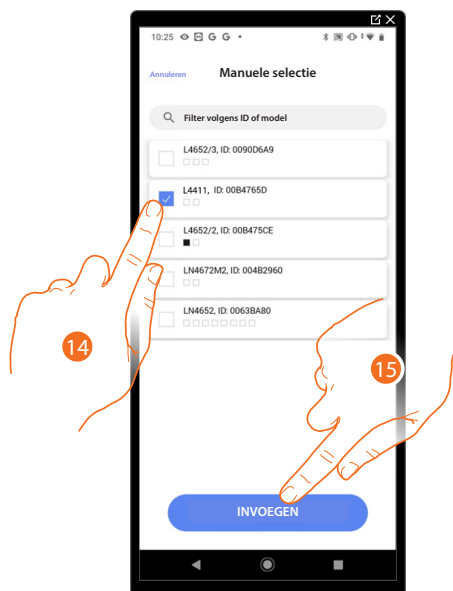 10:25 G G
Annuleren Manuele selectie
Filter volgens ID of model
L4652/3, ID: 0090D6A9
L4411, ID: 00B4765D
L4652/2, ID: 00B475CE
LN4672M2, ID: 004B2960
LN4652, ID: 0063BA80
14
15
INVOEGEN